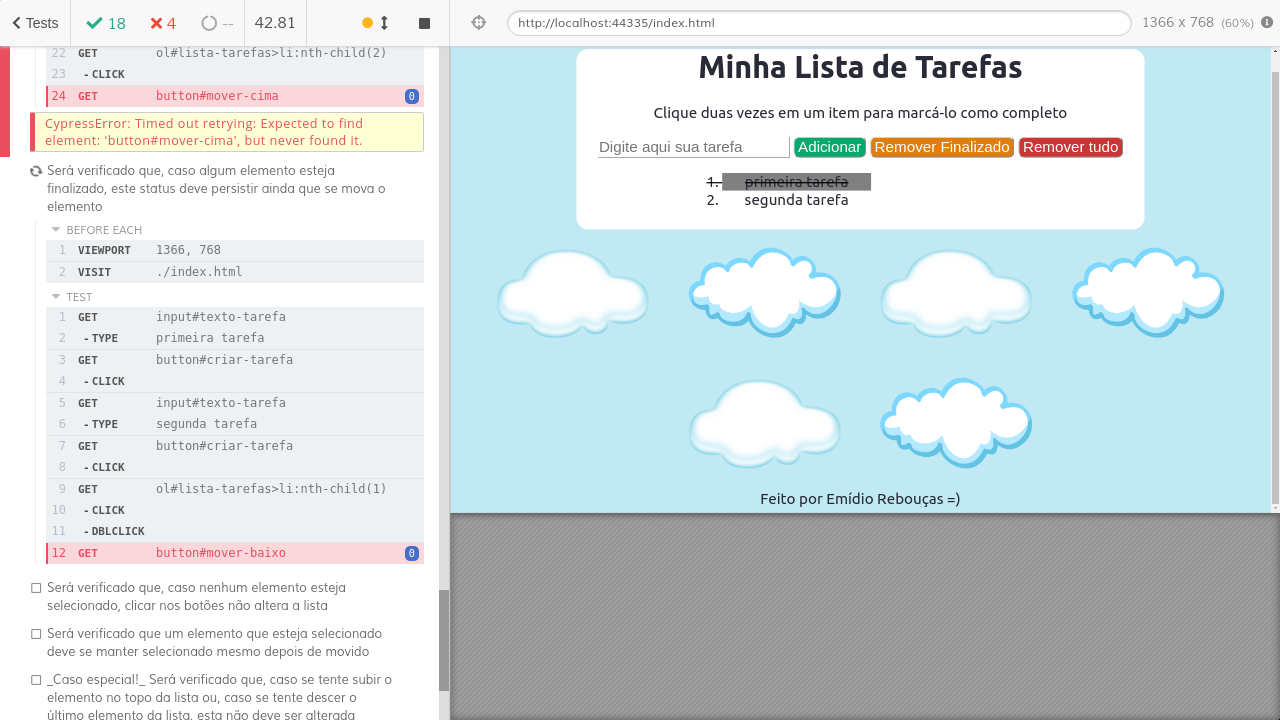 Tests
18
4
--
42.81
http://localhost:44335/index.html
1366 x 768 (60%)
22 GET ol#lista-tarefas>li:nth-child(2)
23 -CLICK
24 GET button#mover-cima 0
CypressError: Timed out retrying: Expected to find
element: 'button#mover-cima', but never found it.
Será verificado que, caso algum elemento esteja
finalizado, este status deve persistir ainda que se mova o
elemento
BEFORE EACH
1 VIEWPORT 1366, 768
2 VISIT ./index.html
TEST
1 GET input#texto-tarefa
2 -TYPE primeira tarefa
3 GET button#criar-tarefa
4 -CLICK
5 GET input#texto-tarefa
6 -TYPE segunda tarefa
7 GET button#criar-tarefa
8 -CLICK
9 GET ol#lista-tarefas>li:nth-child(1)
10 -CLICK
11 -DBLCLICK
12 GET button#mover-baixo 0
Será verificado que, caso nenhum elemento esteja
selecionado, clicar nos botões não altera a lista
Será verificado que um elemento que esteja selecionado
deve se manter selecionado mesmo depois de movido
_Caso especial!_ Será verificado que, caso se tente subir o
elemento no topo da lista ou, caso se tente descer o
último elemento da lista, esta não deve ser alterada
Minha Lista de Tarefas
Clique duas vezes em um item para marcá-lo como completo
Digite aqui sua tarefa Adicionar Remover Finalizado Remover tudo
1. primeira tarefa
2. segunda tarefa
Feito por Emídio Rebouças =)